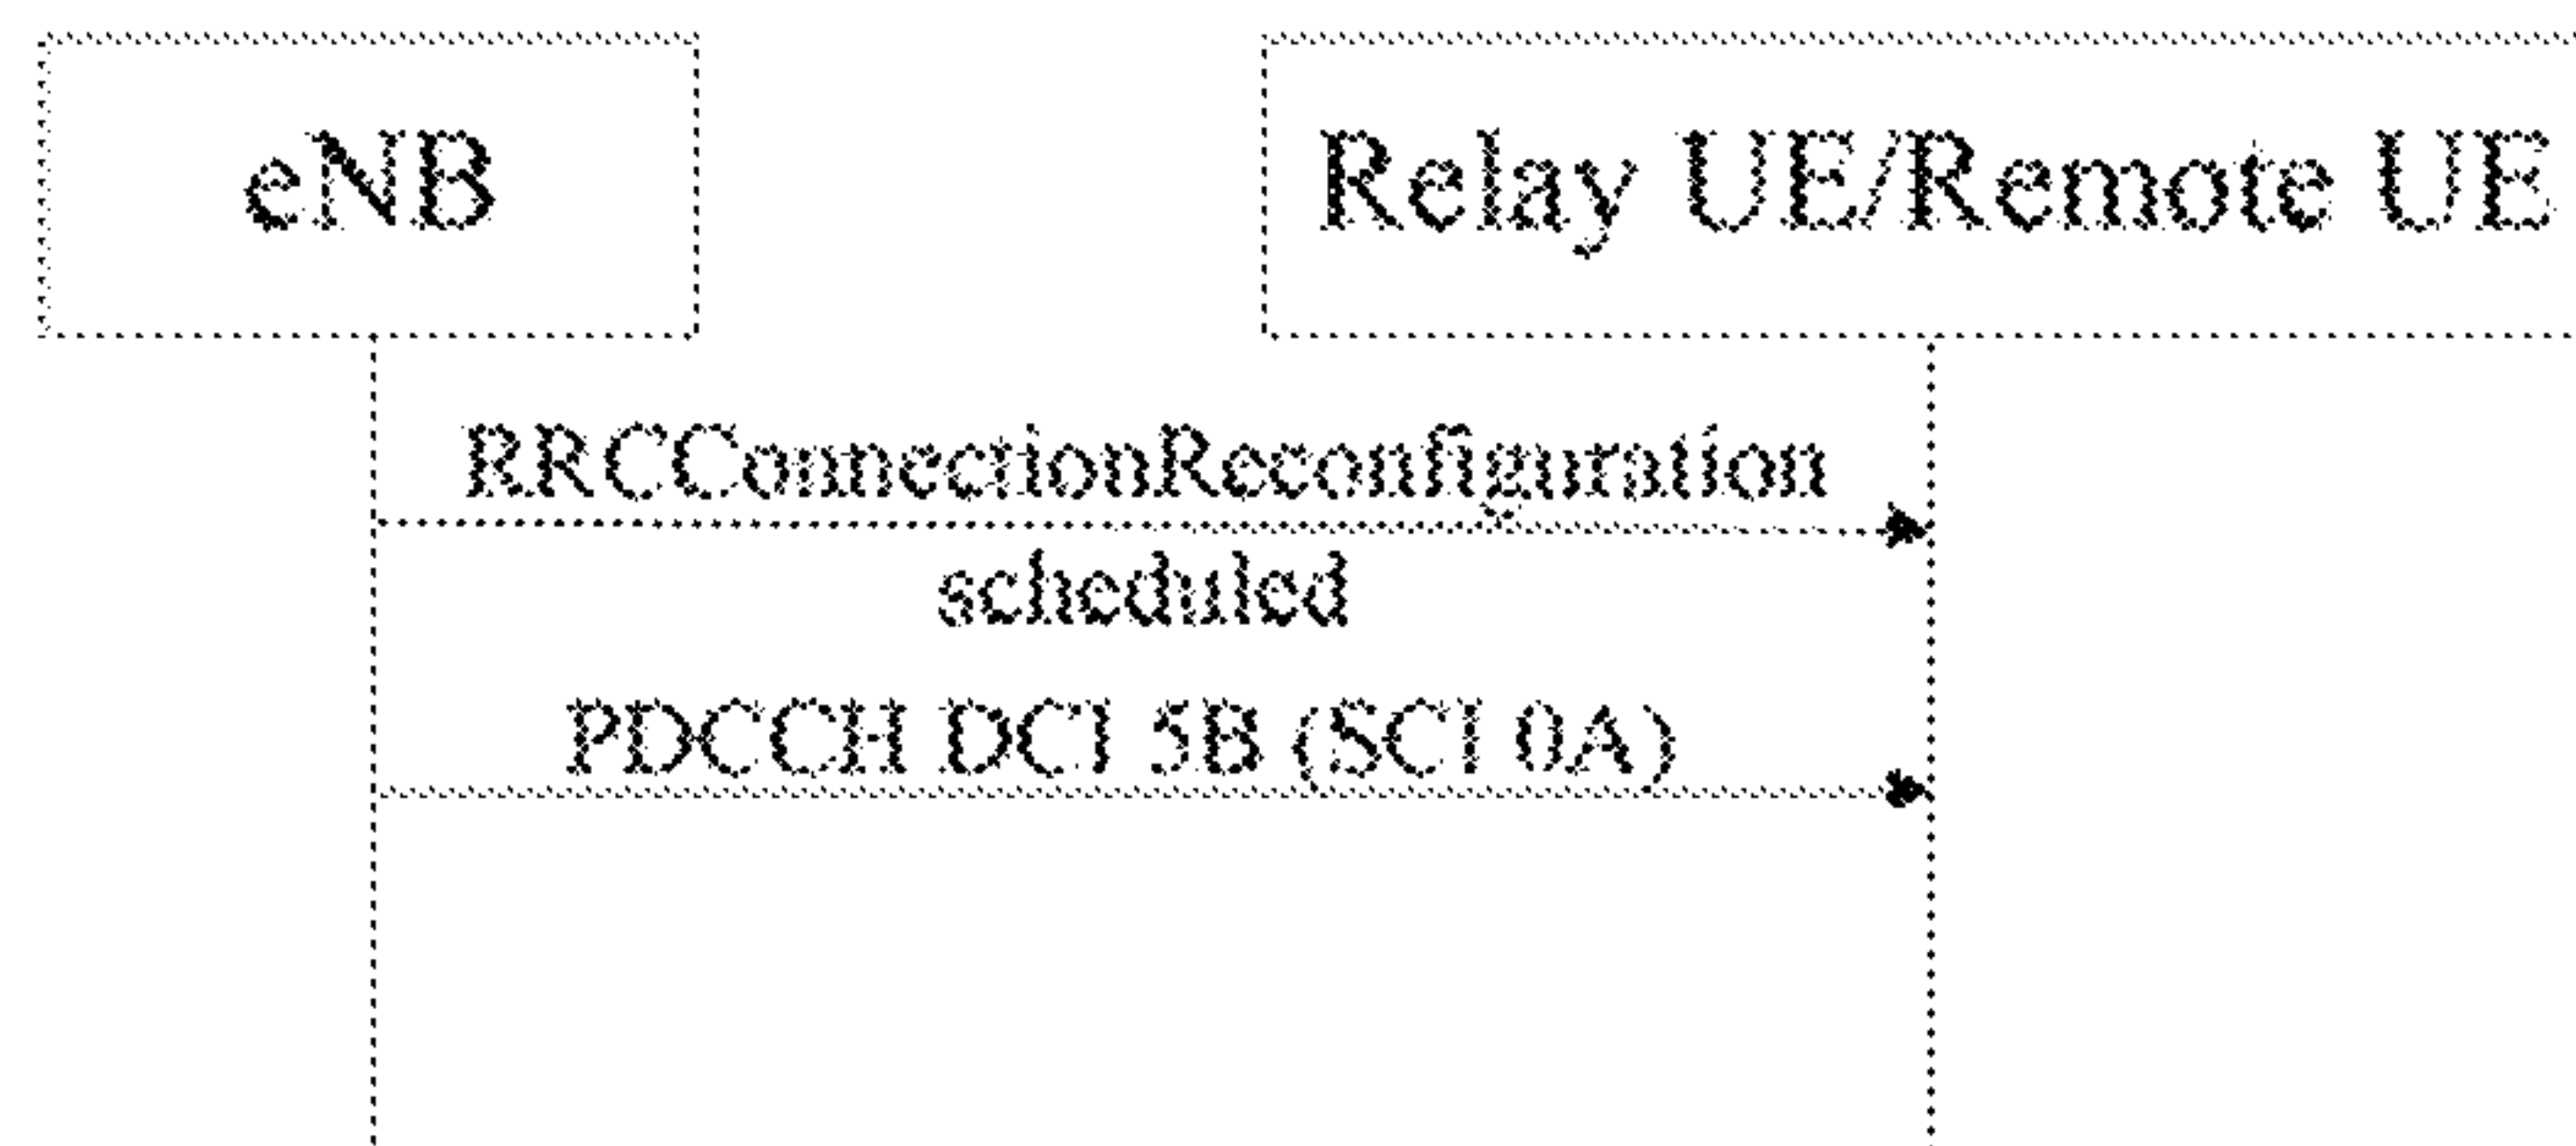 eNB
Relay UE/Remote UE
RRCConnectionReconfiguration
scheduled
PDCCH DCI 5B (SCI 0A)